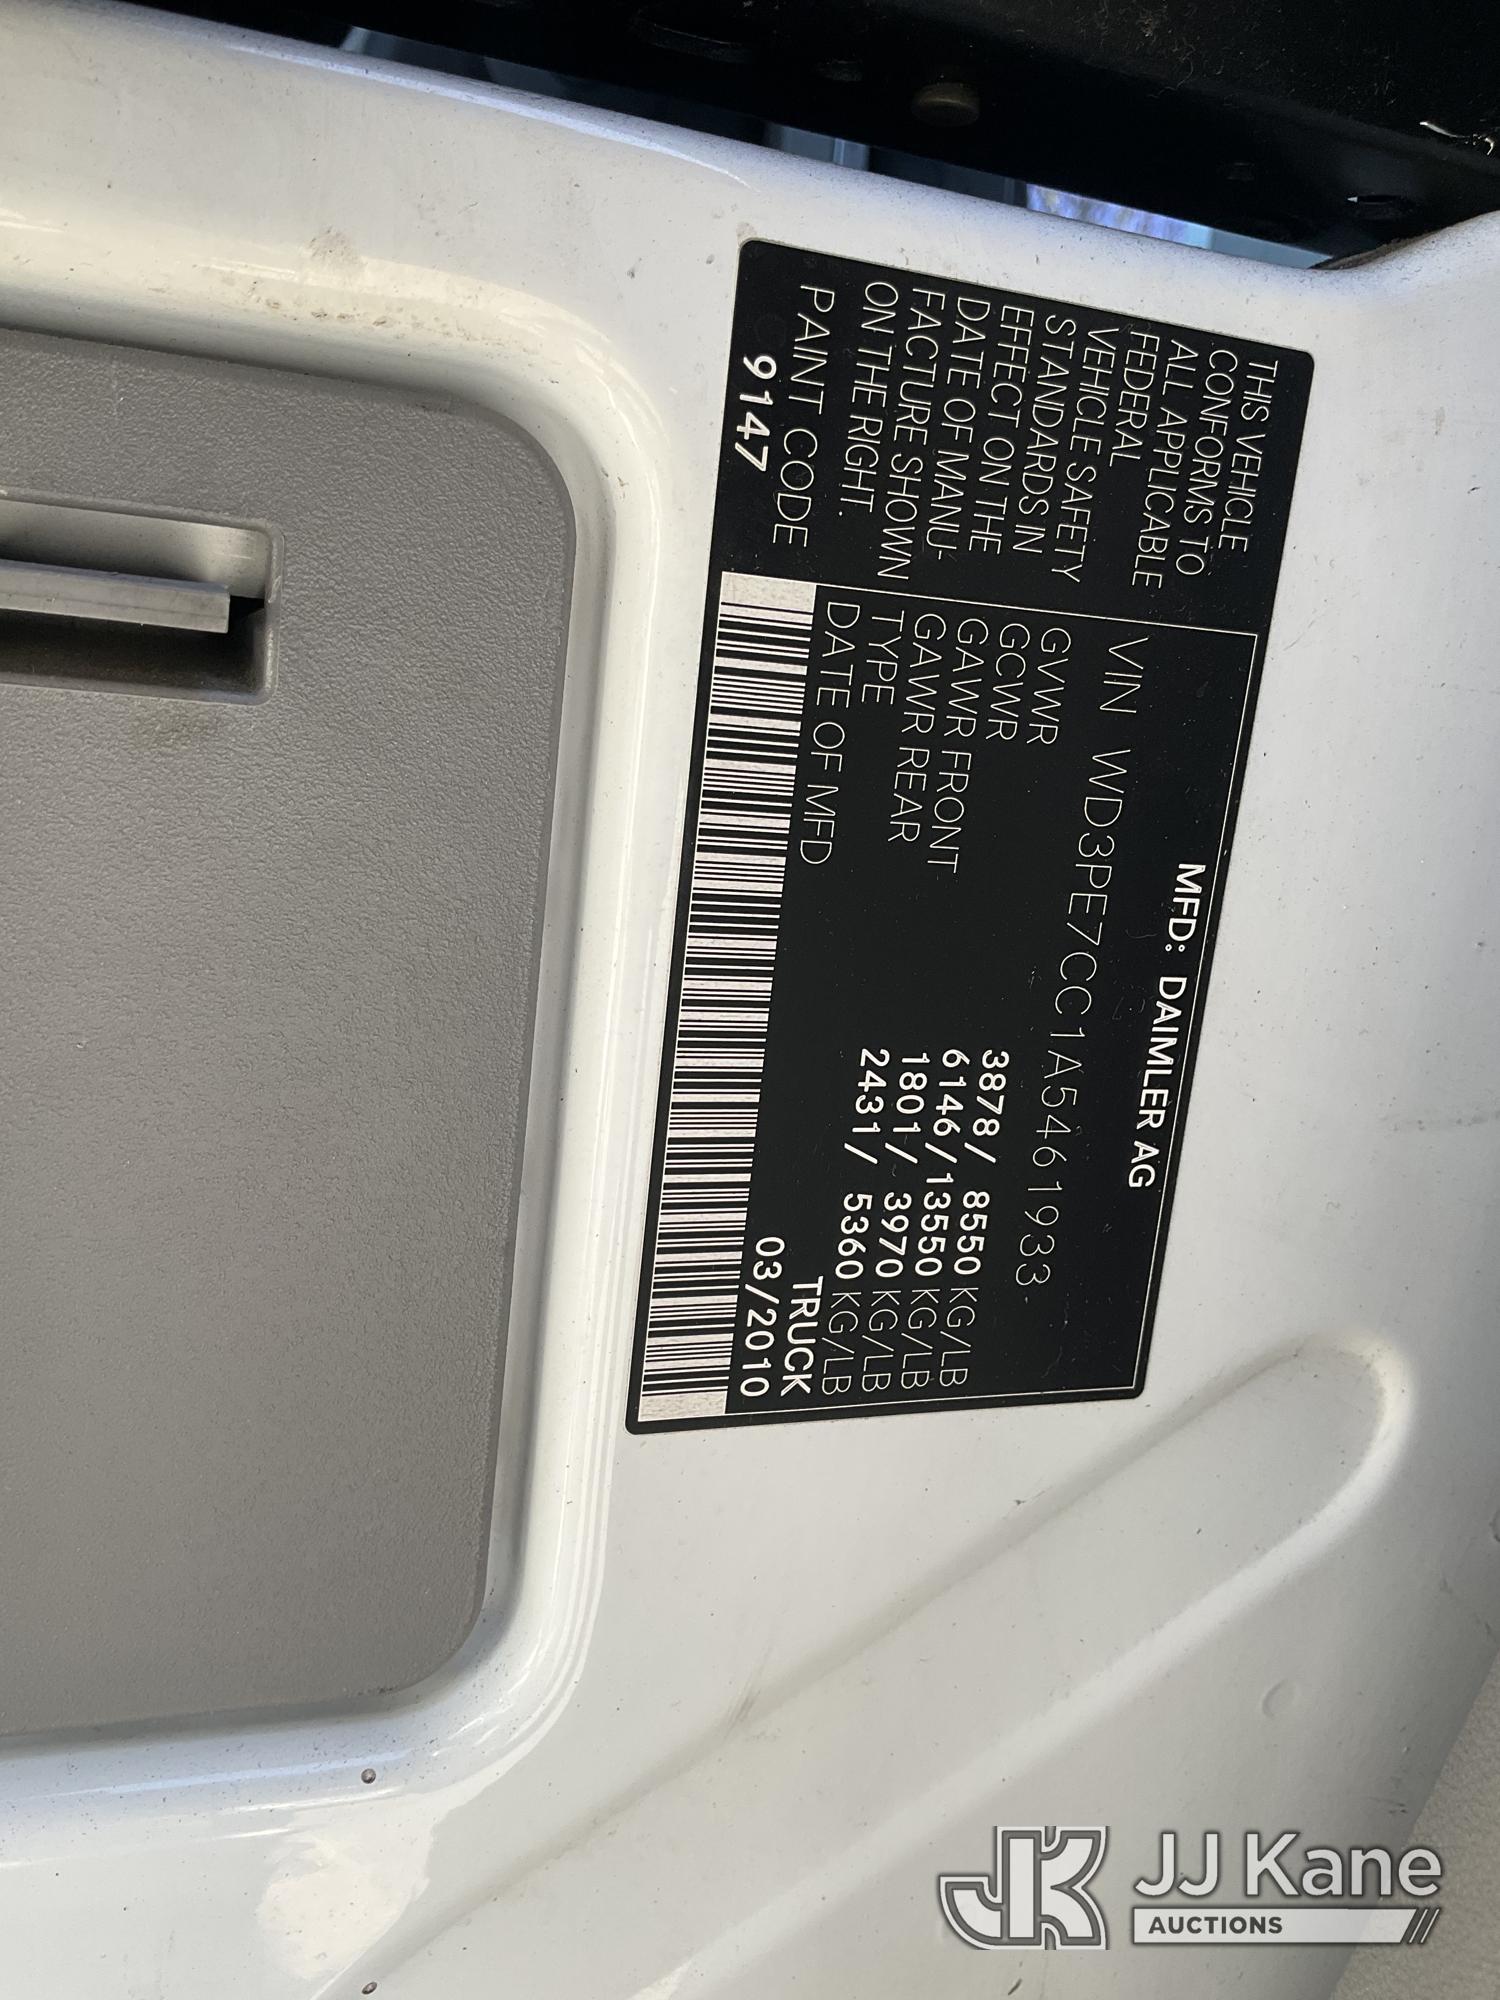 THIS VEHICLE
CONFORMS TO
ALL APPLICABLE
FEDERAL
VEHICLE SAFETY
STANDARDS IN
EFFECT ON THE
DATE OF MANU-
FACTURE SHOWN
ON THE RIGHT.
PAINT CODE
9147
MFD: DAIMLER AG
VIN WD3PE7CC1A5461933
GVWR 3878/ 8550 KG/LB
GCWR 6146/13550 KG/LB
GAWR FRONT 1801/ 3970 KG/LB
GAWR REAR 2431/ 5360 KG/LB
TYPE TRUCK
DATE OF MFD 03/2010
JK JJ Kane
AUCTIONS